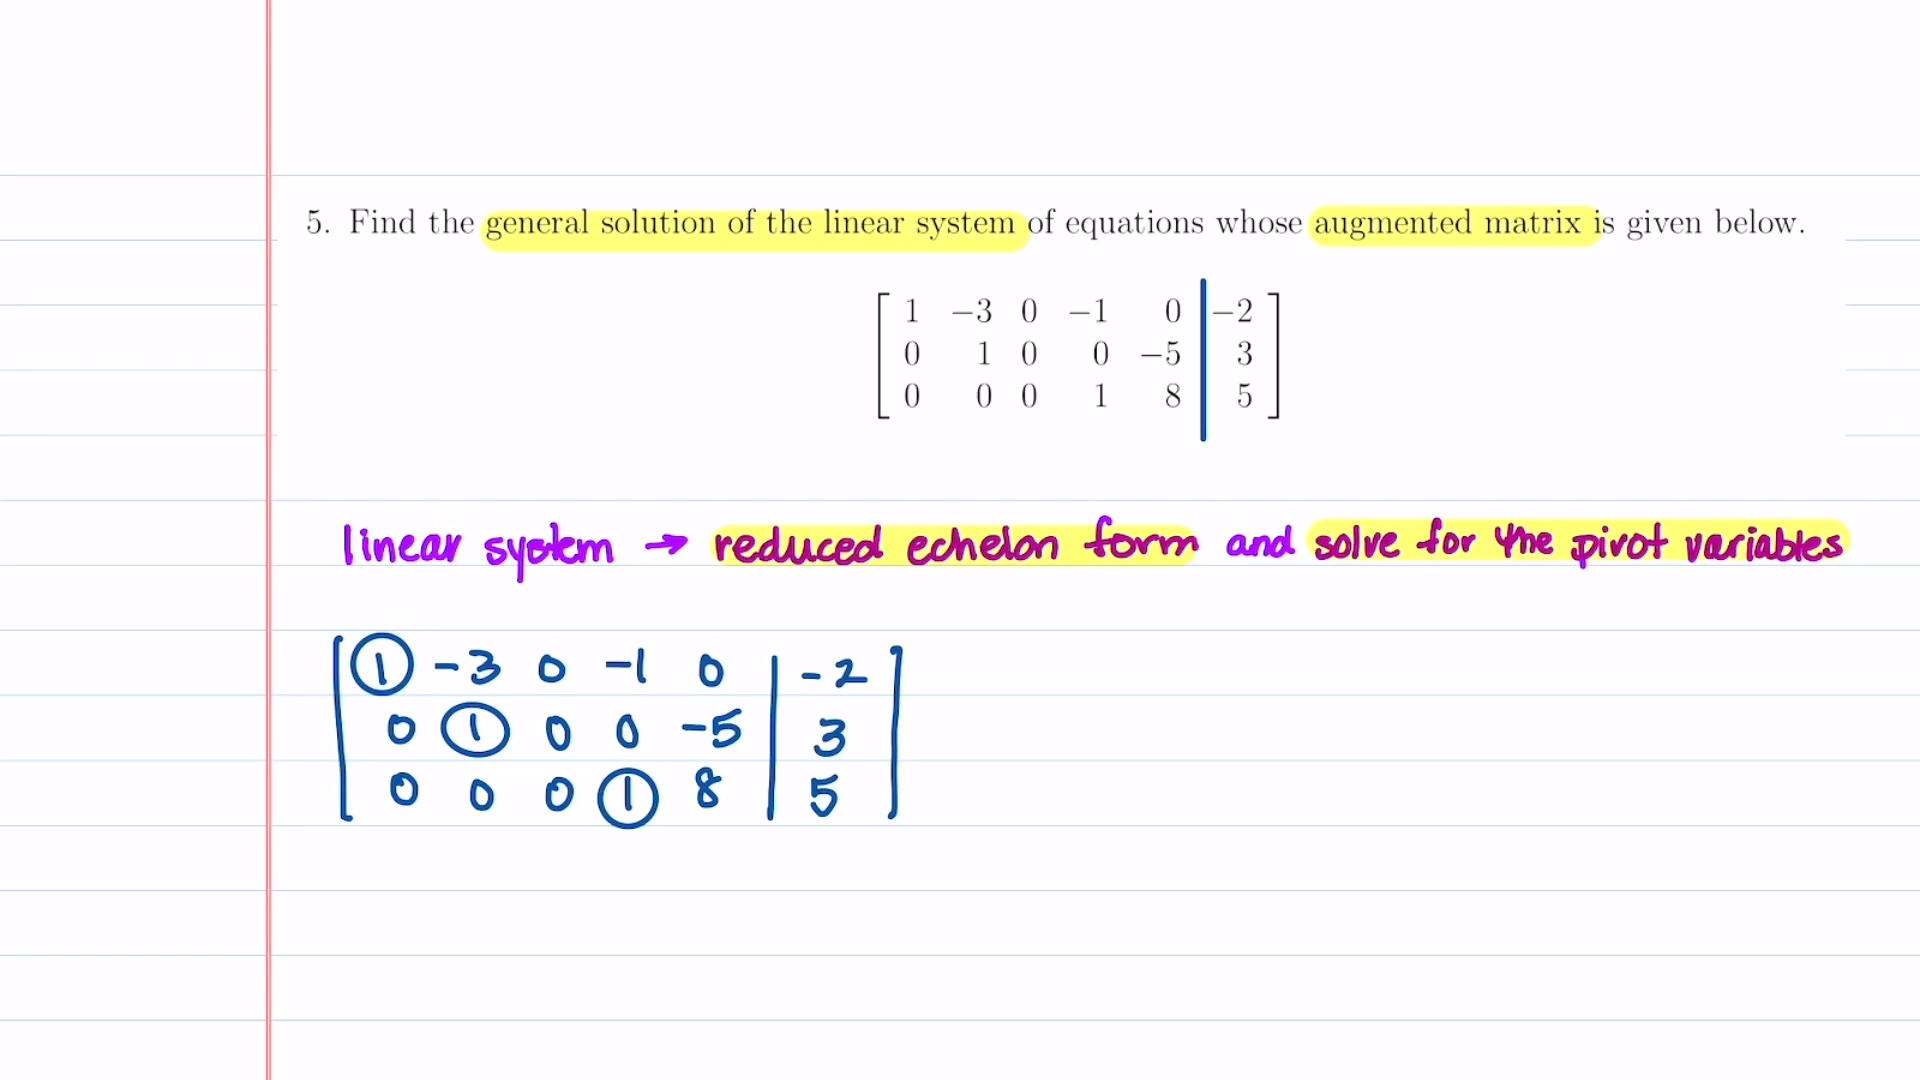 5. Find the general solution of the linear system of equations whose augmented matrix is given below.
1 −3 0 −1 0 −2
0 1 0 0 −5 3
0 0 0 1 8 5
linear system → reduced echelon form and solve for the pivot variables
1 -3 0 -1 0 | -2
0 1 0 0 -5 | 3
0 0 0 1 8 | 5